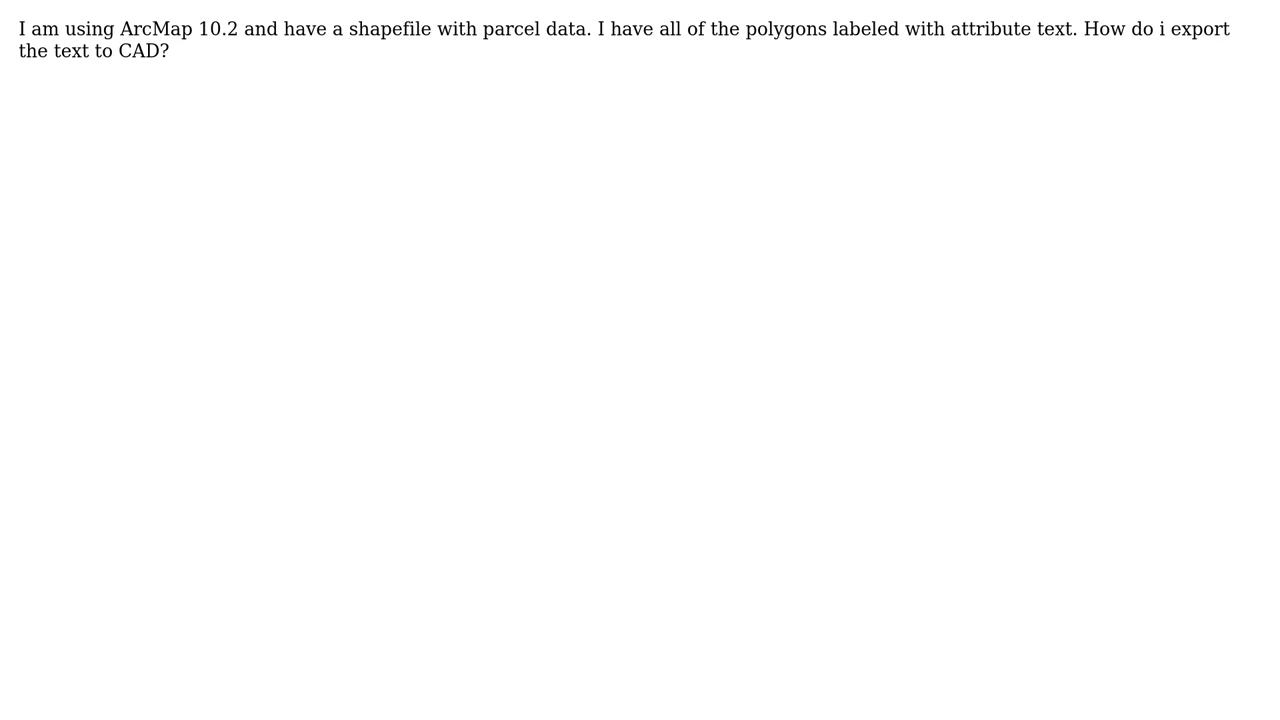 I am using ArcMap 10.2 and have a shapefile with parcel data. I have all of the polygons labeled with attribute text. How do i export
the text to CAD?